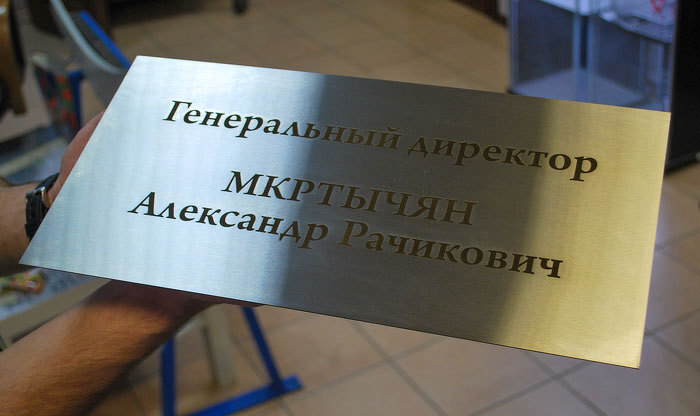 Генеральный директор
МКРТЫЧЯН
Александр Рачикович